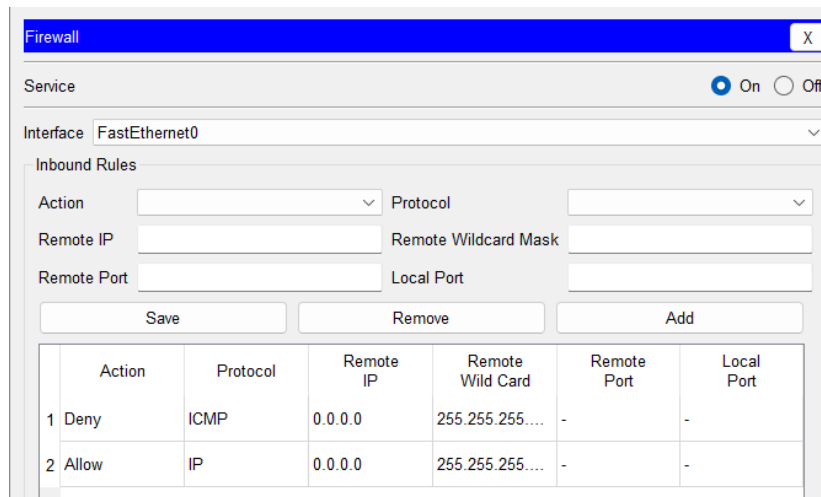 Firewall X
Service On Off
Interface FastEthernet0
Inbound Rules
Action Protocol
Remote IP Remote Wildcard Mask
Remote Port Local Port
Save Remove Add
Action Protocol Remote IP Remote Wild Card Remote Port Local Port
1 Deny ICMP 0.0.0.0 255.255.255.... - -
2 Allow IP 0.0.0.0 255.255.255.... - -